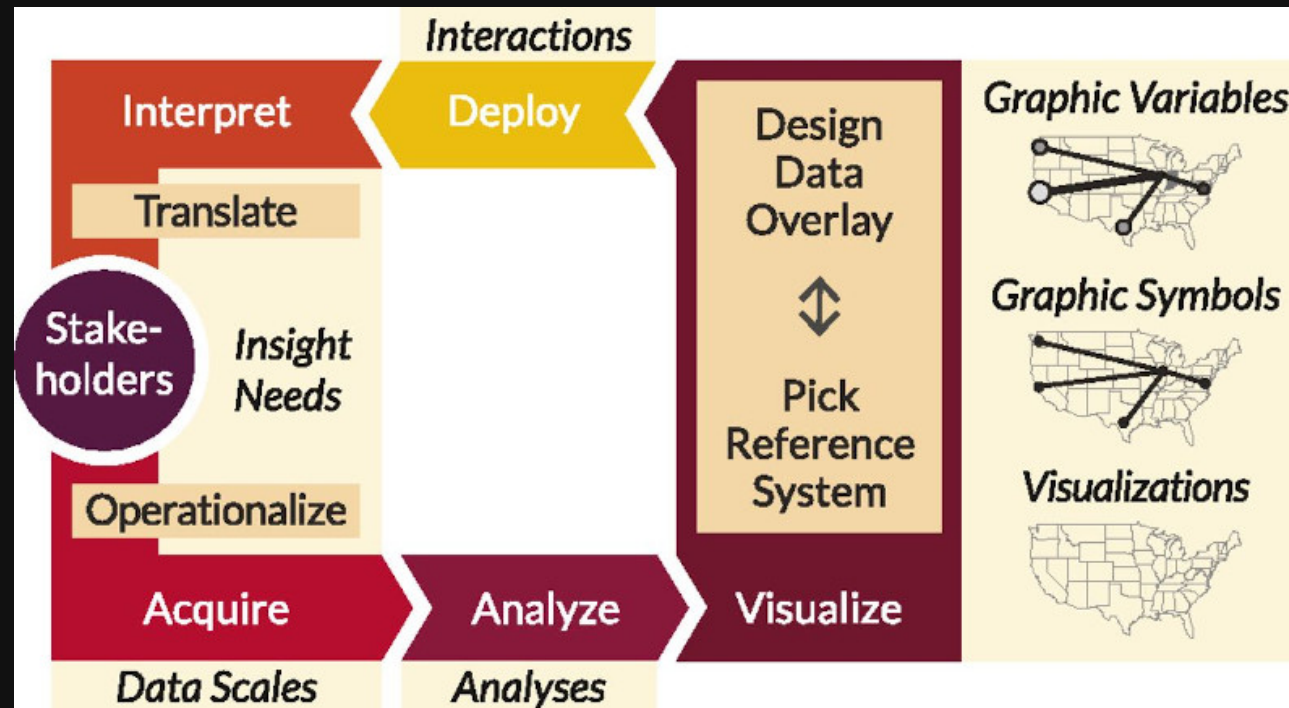 Interactions
Interpret
Deploy
Translate
Stake-
holders
Insight
Needs
Operationalize
Acquire
Analyze
Visualize
Data Scales
Analyses
Design
Data
Overlay
Pick
Reference
System
Graphic Variables
Graphic Symbols
Visualizations